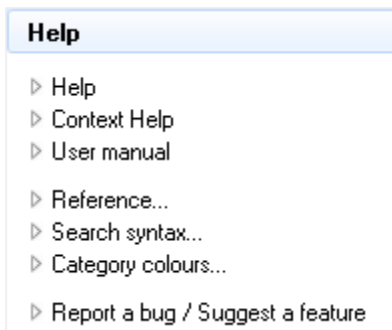 Help
Help
Context Help
User manual
Reference...
Search syntax...
Category colours...
Report a bug / Suggest a feature